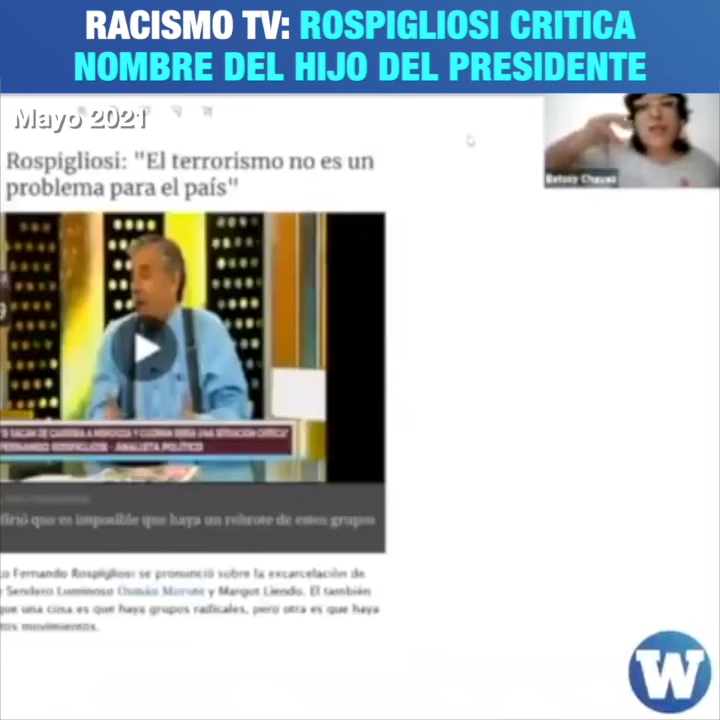 RACISMO TV: ROSPIGLIOSI CRITICA
NOMBRE DEL HIJO DEL PRESIDENTE
Mayo 2021
Betssy Chavez
Rospigliosi: "El terrorismo no es un
problema para el país"
FERNANDO ROSPIGLIOSI - ANALISTA POLÍTICO
firió que es imposible que haya un rebrote de estos grupos
o Fernando Rospigliosi se pronunció sobre la excarcelación de
Sendero Luminoso Osmán Morote y Margot Liendo. Él también
que una cosa es que haya grupos radicales, pero otra es que haya
tos movimientos.
W